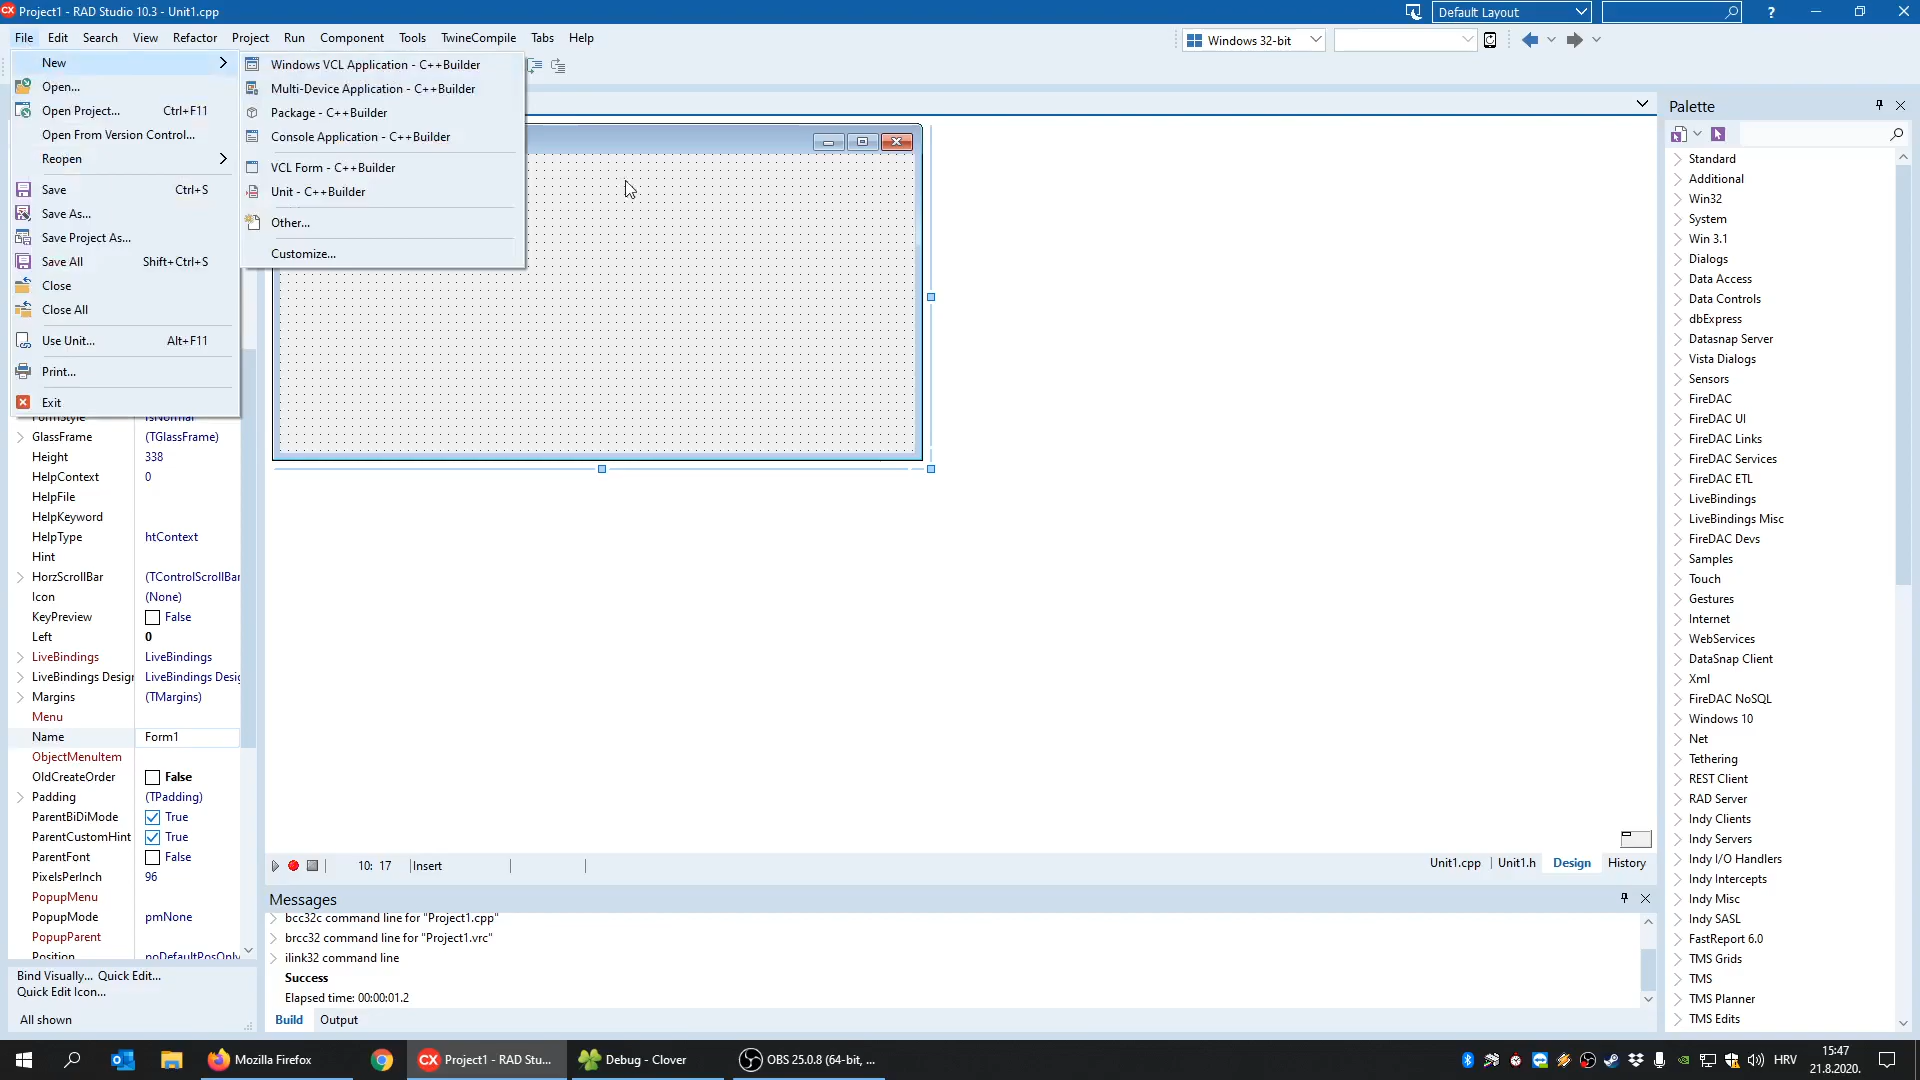 Project1 - RAD Studio 10.3 - Unit1.cpp
Default Layout
?
File Edit Search View Refactor Project Run Component Tools TwineCompile Tabs Help
Windows 32-bit
New
Open...
Open Project... Ctrl+F11
Open From Version Control...
Reopen
Save Ctrl+S
Save As...
Save Project As...
Save All Shift+Ctrl+S
Close
Close All
Use Unit... Alt+F11
Print...
Exit
Windows VCL Application - C++Builder
Multi-Device Application - C++Builder
Package - C++Builder
Console Application - C++Builder
VCL Form - C++Builder
Unit - C++Builder
Other...
Customize...
FormStyle fsNormal
GlassFrame (TGlassFrame)
Height 338
HelpContext 0
HelpFile
HelpKeyword
HelpType htContext
Hint
HorzScrollBar (TControlScrollBar
Icon (None)
KeyPreview False
Left 0
LiveBindings LiveBindings
LiveBindings Design LiveBindings Desig
Margins (TMargins)
Menu
Name Form1
ObjectMenuItem
OldCreateOrder False
Padding (TPadding)
ParentBiDiMode True
ParentCustomHint True
ParentFont False
PixelsPerInch 96
PopupMenu
PopupMode pmNone
PopupParent
Position poDefaultPosOnly
Bind Visually... Quick Edit...
Quick Edit Icon...
All shown
10: 17 Insert
Unit1.cpp Unit1.h Design History
Messages
bcc32c command line for "Project1.cpp"
brcc32 command line for "Project1.vrc"
ilink32 command line
Success
Elapsed time: 00:00:01.2
Build Output
Palette
Standard
Additional
Win32
System
Win 3.1
Dialogs
Data Access
Data Controls
dbExpress
Datasnap Server
Vista Dialogs
Sensors
FireDAC
FireDAC UI
FireDAC Links
FireDAC Services
FireDAC ETL
LiveBindings
LiveBindings Misc
FireDAC Devs
Samples
Touch
Gestures
Internet
WebServices
DataSnap Client
Xml
FireDAC NoSQL
Windows 10
Net
Tethering
REST Client
RAD Server
Indy Clients
Indy Servers
Indy I/O Handlers
Indy Intercepts
Indy Misc
Indy SASL
FastReport 6.0
TMS Grids
TMS
TMS Planner
TMS Edits
Mozilla Firefox
CX Project1 - RAD Stu...
Debug - Clover
OBS 25.0.8 (64-bit, ...
HRV
15:47
21.8.2020.